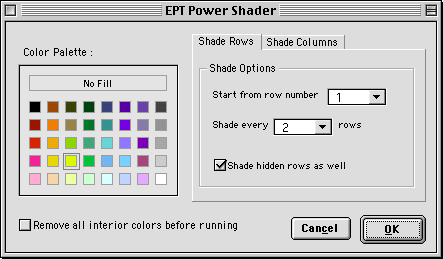 EPT Power Shader
Color Palette :
No Fill
Shade Rows
Shade Columns
Shade Options
Start from row number 1
Shade every 2 rows
Shade hidden rows as well
Remove all interior colors before running
Cancel
OK